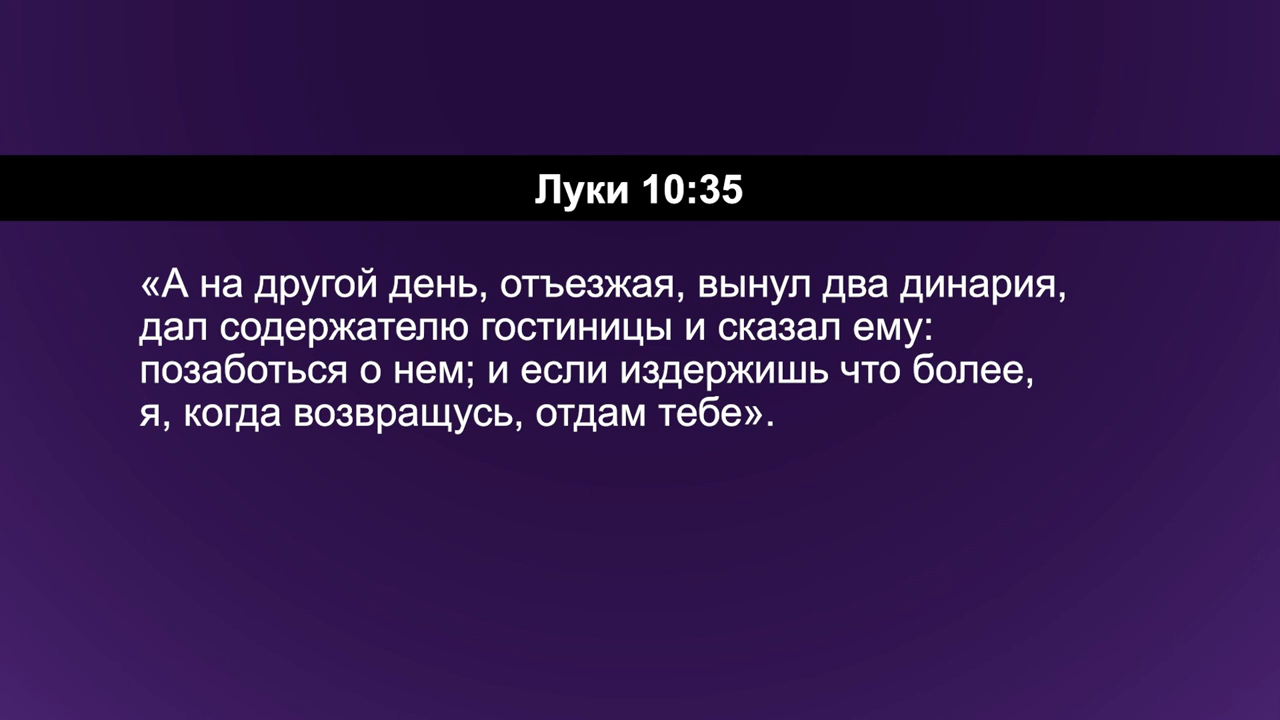 Луки 10:35
«А на другой день, отъезжая, вынул два динария,
дал содержателю гостиницы и сказал ему:
позаботься о нем; и если издержишь что более,
я, когда возвращусь, отдам тебе».